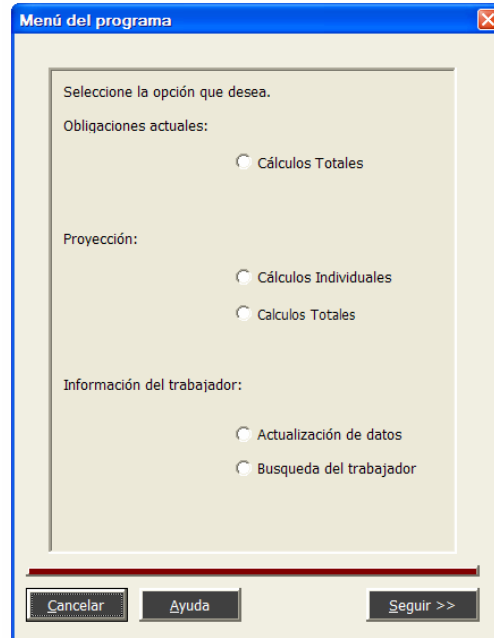 Menú del programa
Seleccione la opción que desea.
Obligaciones actuales:
Cálculos Totales
Proyección:
Cálculos Individuales
Calculos Totales
Información del trabajador:
Actualización de datos
Busqueda del trabajador
Cancelar Ayuda Seguir >>